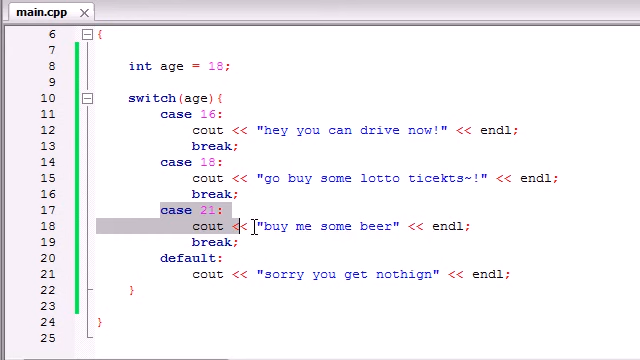 main.cpp
6 {
7
8 int age = 18;
9
10 switch(age){
11 case 16:
12 cout << "hey you can drive now!" << endl;
13 break;
14 case 18:
15 cout << "go buy some lotto ticekts~!" << endl;
16 break;
17 case 21:
18 cout << "buy me some beer" << endl;
19 break;
20 default:
21 cout << "sorry you get nothign" << endl;
22 }
23
24 }
25